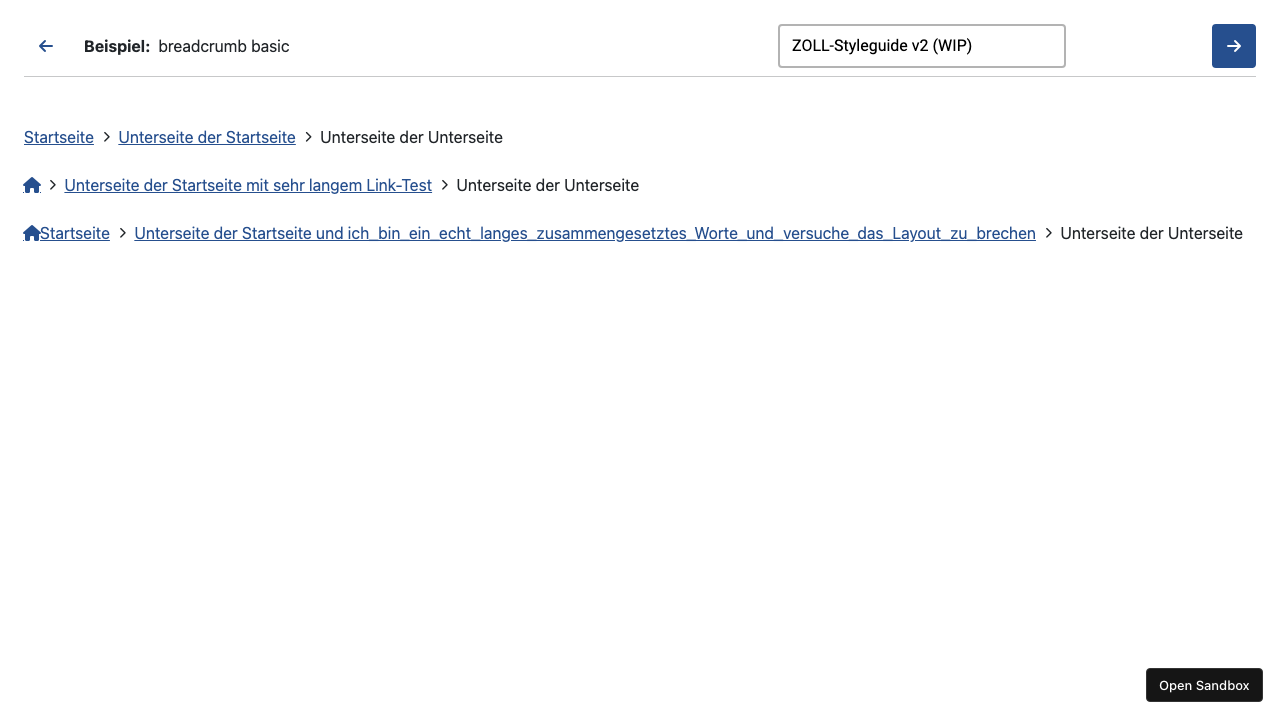 Beispiel: breadcrumb basic
ZOLL-Styleguide v2 (WIP)
Startseite Unterseite der Startseite Unterseite der Unterseite
Unterseite der Startseite mit sehr langem Link-Test Unterseite der Unterseite
Startseite Unterseite der Startseite und ich_bin_ein_echt_langes_zusammengesetztes_Worte_und_versuche_das_Layout_zu_brechen Unterseite der Unterseite
Open Sandbox